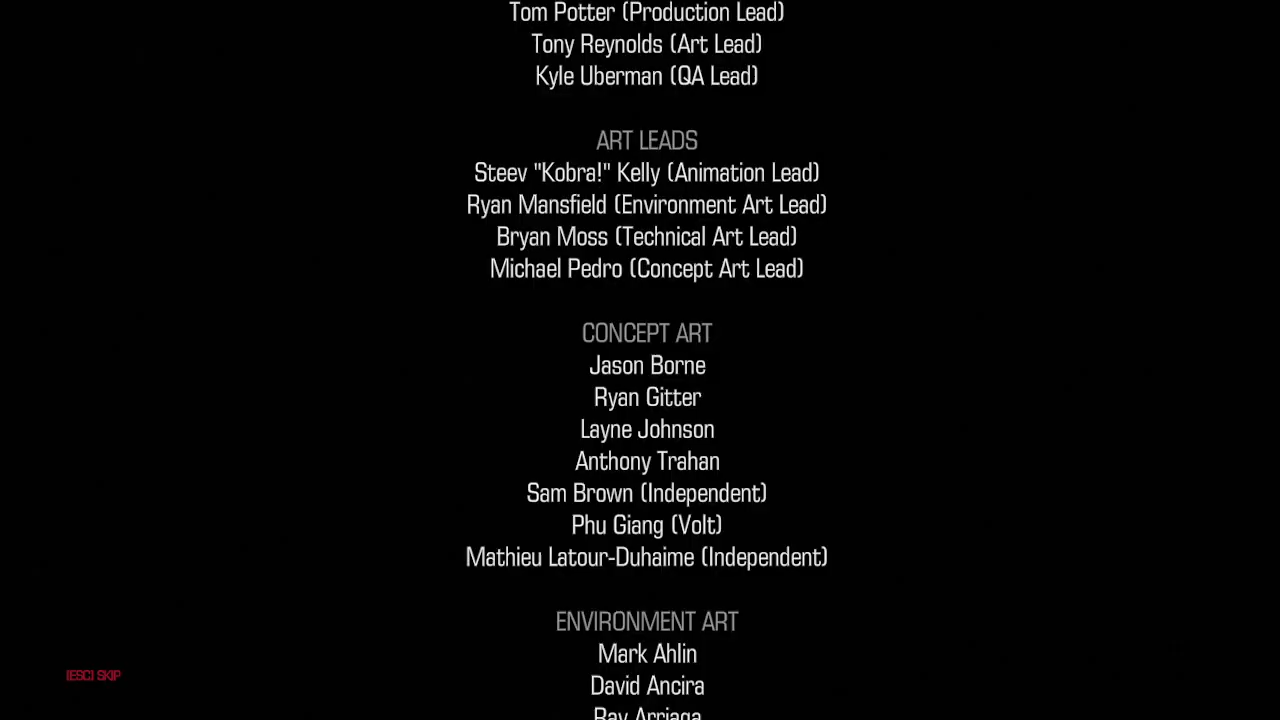 Tom Potter (Production Lead)
Tony Reynolds (Art Lead)
Kyle Uberman (QA Lead)
ART LEADS
Steev "Kobra!" Kelly (Animation Lead)
Ryan Mansfield (Environment Art Lead)
Bryan Moss (Technical Art Lead)
Michael Pedro (Concept Art Lead)
CONCEPT ART
Jason Borne
Ryan Gitter
Layne Johnson
Anthony Trahan
Sam Brown (Independent)
Phu Giang (Volt)
Mathieu Latour-Duhaime (Independent)
ENVIRONMENT ART
Mark Ahlin
David Ancira
Ray Arriaga
[ESC] SKIP